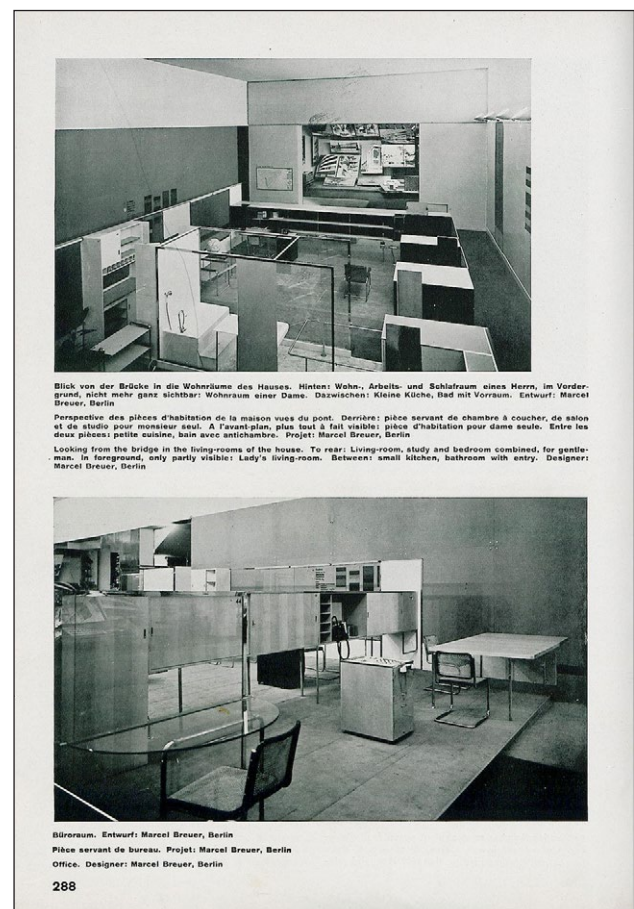 Blick von der Brücke in die Wohnräume des Hauses. Hinten: Wohn-, Arbeits- und Schlafraum eines Herrn, im Vorder-
grund, nicht mehr ganz sichtbar: Wohnraum einer Dame. Dazwischen: Kleine Küche, Bad mit Vorraum. Entwurf: Marcel
Breuer, Berlin
Perspective des pièces d'habitation de la maison vues du pont. Derrière: pièce servant de chambre à coucher, de salon
et de studio pour monsieur seul. A l'avant-plan, plus tout à fait visible: pièce d'habitation pour dame seule. Entre les
deux pièces: petite cuisine, bain avec antichambre. Projet: Marcel Breuer, Berlin
Looking from the bridge in the living-rooms of the house. To rear: Living-room, study and bedroom combined, for gentle-
man. In foreground, only partly visible: Lady's living-room. Between: small kitchen, bathroom with entry. Designer:
Marcel Breuer, Berlin
Büroraum. Entwurf: Marcel Breuer, Berlin
Pièce servant de bureau. Projet: Marcel Breuer, Berlin
Office. Designer: Marcel Breuer, Berlin
288